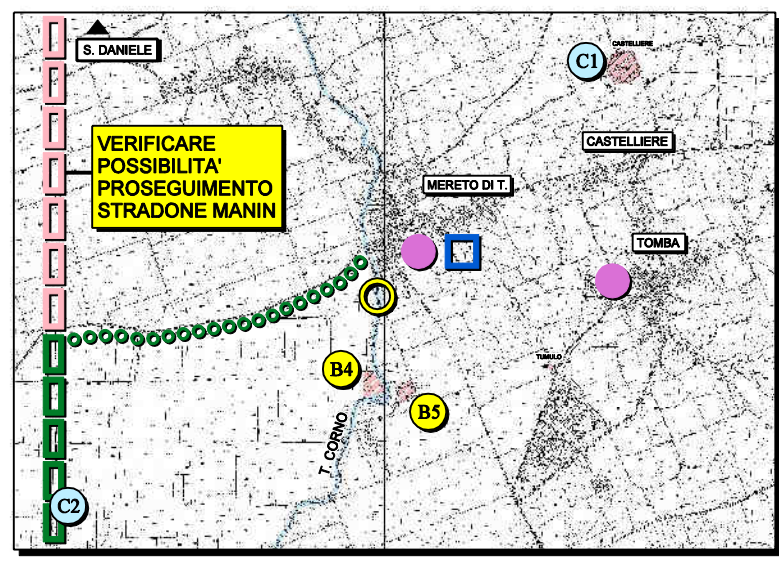 S. DANIELE
C1
CASTELLIERE
VERIFICARE
POSSIBILITA'
PROSEGUIMENTO
STRADONE MANIN
CASTELLIERE
MERETO DI T.
TOMBA
TUMULO
B4
B5
T. CORNO
C2